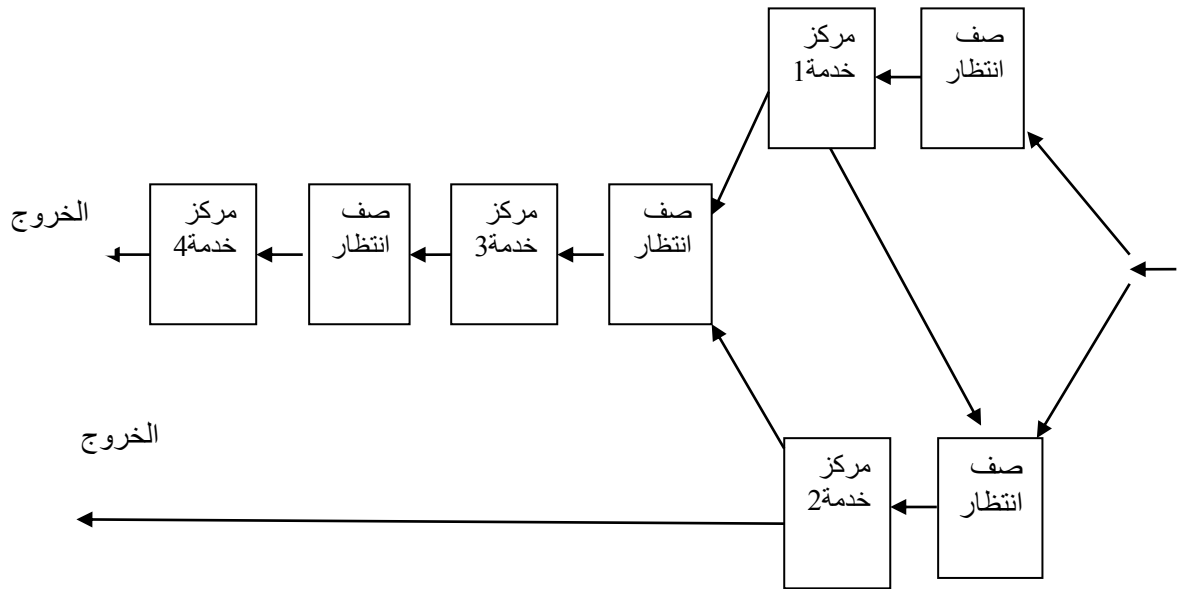 صف
انتظار
مركز
خدمة1
صف
انتظار
مركز
خدمة3
صف
انتظار
مركز
خدمة4
الخروج
صف
انتظار
مركز
خدمة2
الخروج